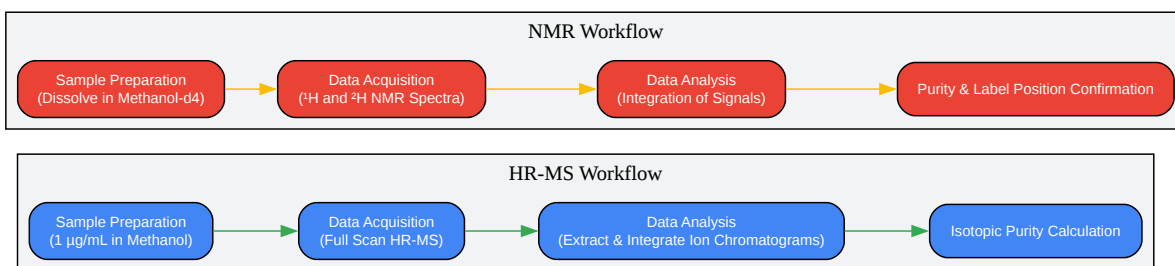 NMR Workflow
Sample Preparation
(Dissolve in Methanol-d4)
Data Acquisition
(¹H and ²H NMR Spectra)
Data Analysis
(Integration of Signals)
Purity & Label Position Confirmation
HR-MS Workflow
Sample Preparation
(1 µg/mL in Methanol)
Data Acquisition
(Full Scan HR-MS)
Data Analysis
(Extract & Integrate Ion Chromatograms)
Isotopic Purity Calculation